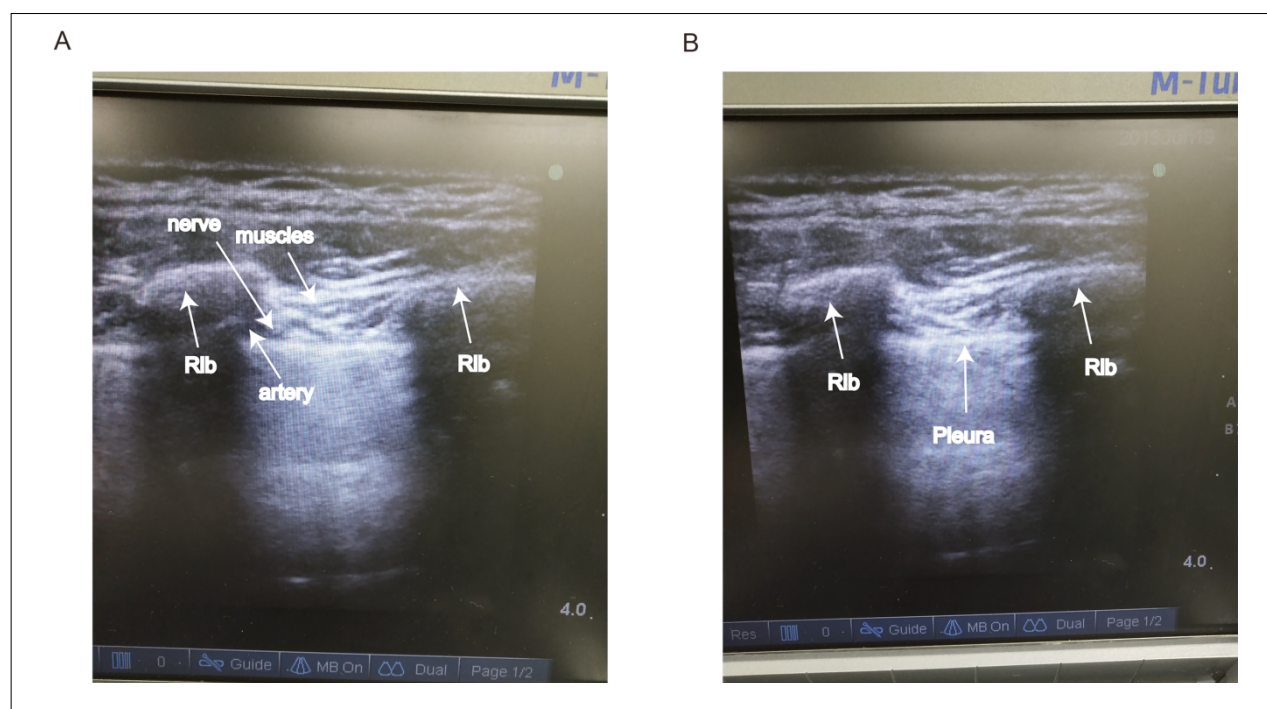 A
nerve
muscles
Rib
artery
Rib
4.0
0
Guide
MB On
Dual
Page 1/2
B
M-Tur
Rib
Pleura
Rib
4.0
Res
0
Guide
MB On
Dual
Page 1/2